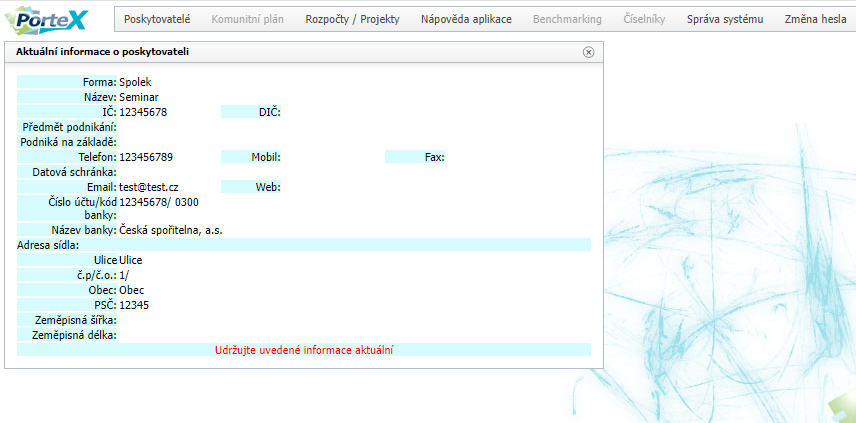 PorteX
Poskytovatelé Komunitní plán Rozpočty / Projekty Nápověda aplikace Benchmarking Číselníky Správa systému Změna hesla
Aktuální informace o poskytovateli
Forma: Spolek
Název: Seminar
IČ: 12345678 DIČ:
Předmět podnikání:
Podniká na základě:
Telefon: 123456789 Mobil: Fax:
Datová schránka:
Email: test@test.cz Web:
Číslo účtu/kód 12345678/ 0300
banky:
Název banky: Česká spořitelna, a.s.
Adresa sídla:
Ulice Ulice
č.p/č.o.: 1/
Obec: Obec
PSČ: 12345
Zeměpisná šířka:
Zeměpisná délka:
Udržujte uvedené informace aktuální